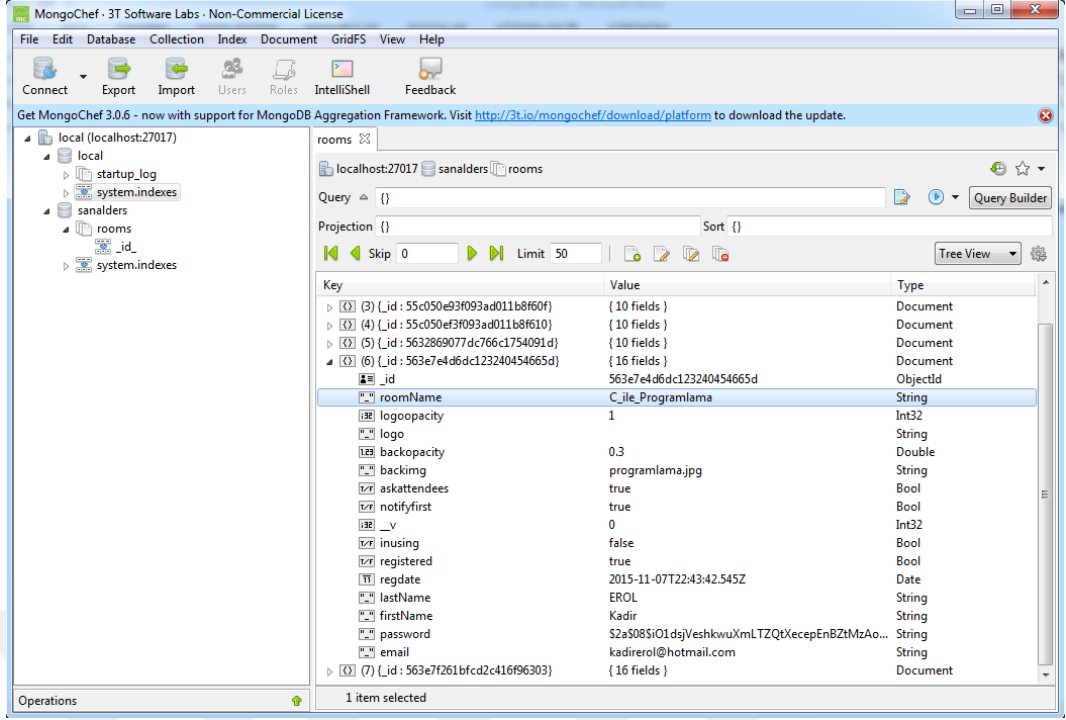 MongoChef - 3T Software Labs - Non-Commercial License
File Edit Database Collection Index Document GridFS View Help
Connect Export Import Users Roles IntelliShell Feedback
Get MongoChef 3.0.6 - now with support for MongoDB Aggregation Framework. Visit http://3t.io/mongochef/download/platform to download the update.
local (localhost:27017)
local
startup_log
system.indexes
sanalders
rooms
_id_
system.indexes
Operations
rooms
localhost:27017 sanalders rooms
Query {} Query Builder
Projection {} Sort {}
Skip 0 Limit 50 Tree View
Key Value Type
(3) {_id : 55c050e93f093ad011b8f60f} { 10 fields } Document
(4) {_id : 55c050ef3f093ad011b8f610} { 10 fields } Document
(5) {_id : 5632869077dc766c1754091d} { 10 fields } Document
(6) {_id : 563e7e4d6dc123240454665d} { 16 fields } Document
_id 563e7e4d6dc123240454665d ObjectId
"_" roomName C_ile_Programlama String
i32 logoopacity 1 Int32
"_" logo String
1.23 backopacity 0.3 Double
"_" backimg programlama.jpg String
T/F askattendees true Bool
T/F notifyfirst true Bool
i32 __v 0 Int32
T/F inusing false Bool
T/F registered true Bool
regdate 2015-11-07T22:43:42.545Z Date
"_" lastName EROL String
"_" firstName Kadir String
"_" password $2a$08$iO1dsjVeshkwuXmLTZQtXecepEnBZtMzAo... String
"_" email kadirerol@hotmail.com String
(7) {_id : 563e7f261bfcd2c416f96303} { 16 fields } Document
1 item selected